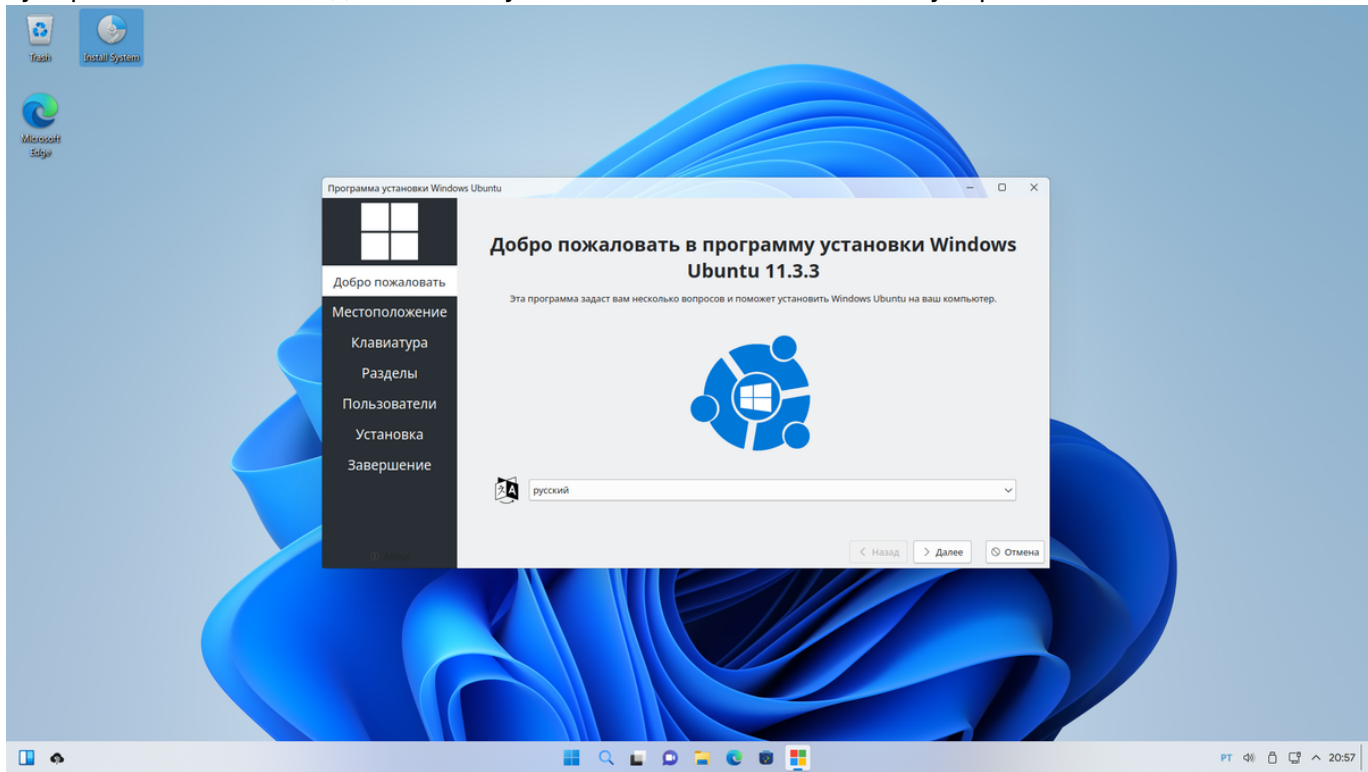 Trash
Install System
Microsoft
Edge
Программа установки Windows Ubuntu
Добро пожаловать
Местоположение
Клавиатура
Разделы
Пользователи
Установка
Завершение
Добро пожаловать в программу установки Windows
Ubuntu 11.3.3
Эта программа задаст вам несколько вопросов и поможет установить Windows Ubuntu на ваш компьютер.
русский
Назад
Далее
Отмена
PT
20:57